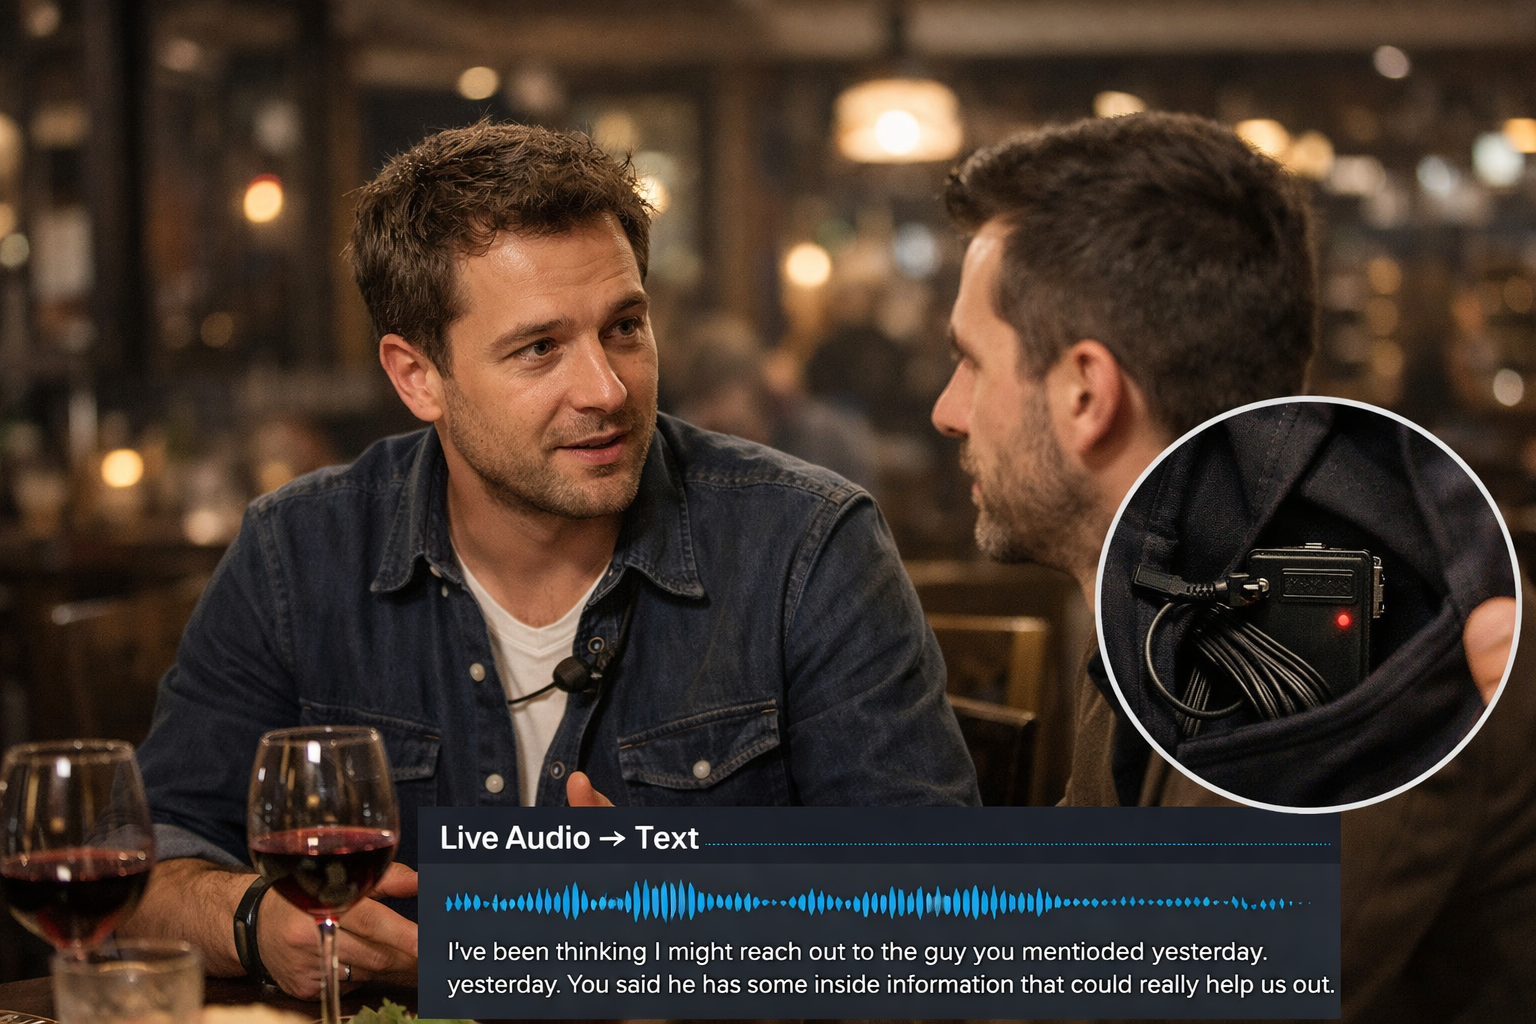 Live Audio → Text
I've been thinking I might reach out to the guy you mentioded yesterday.
yesterday. You said he has some inside information that could really help us out.